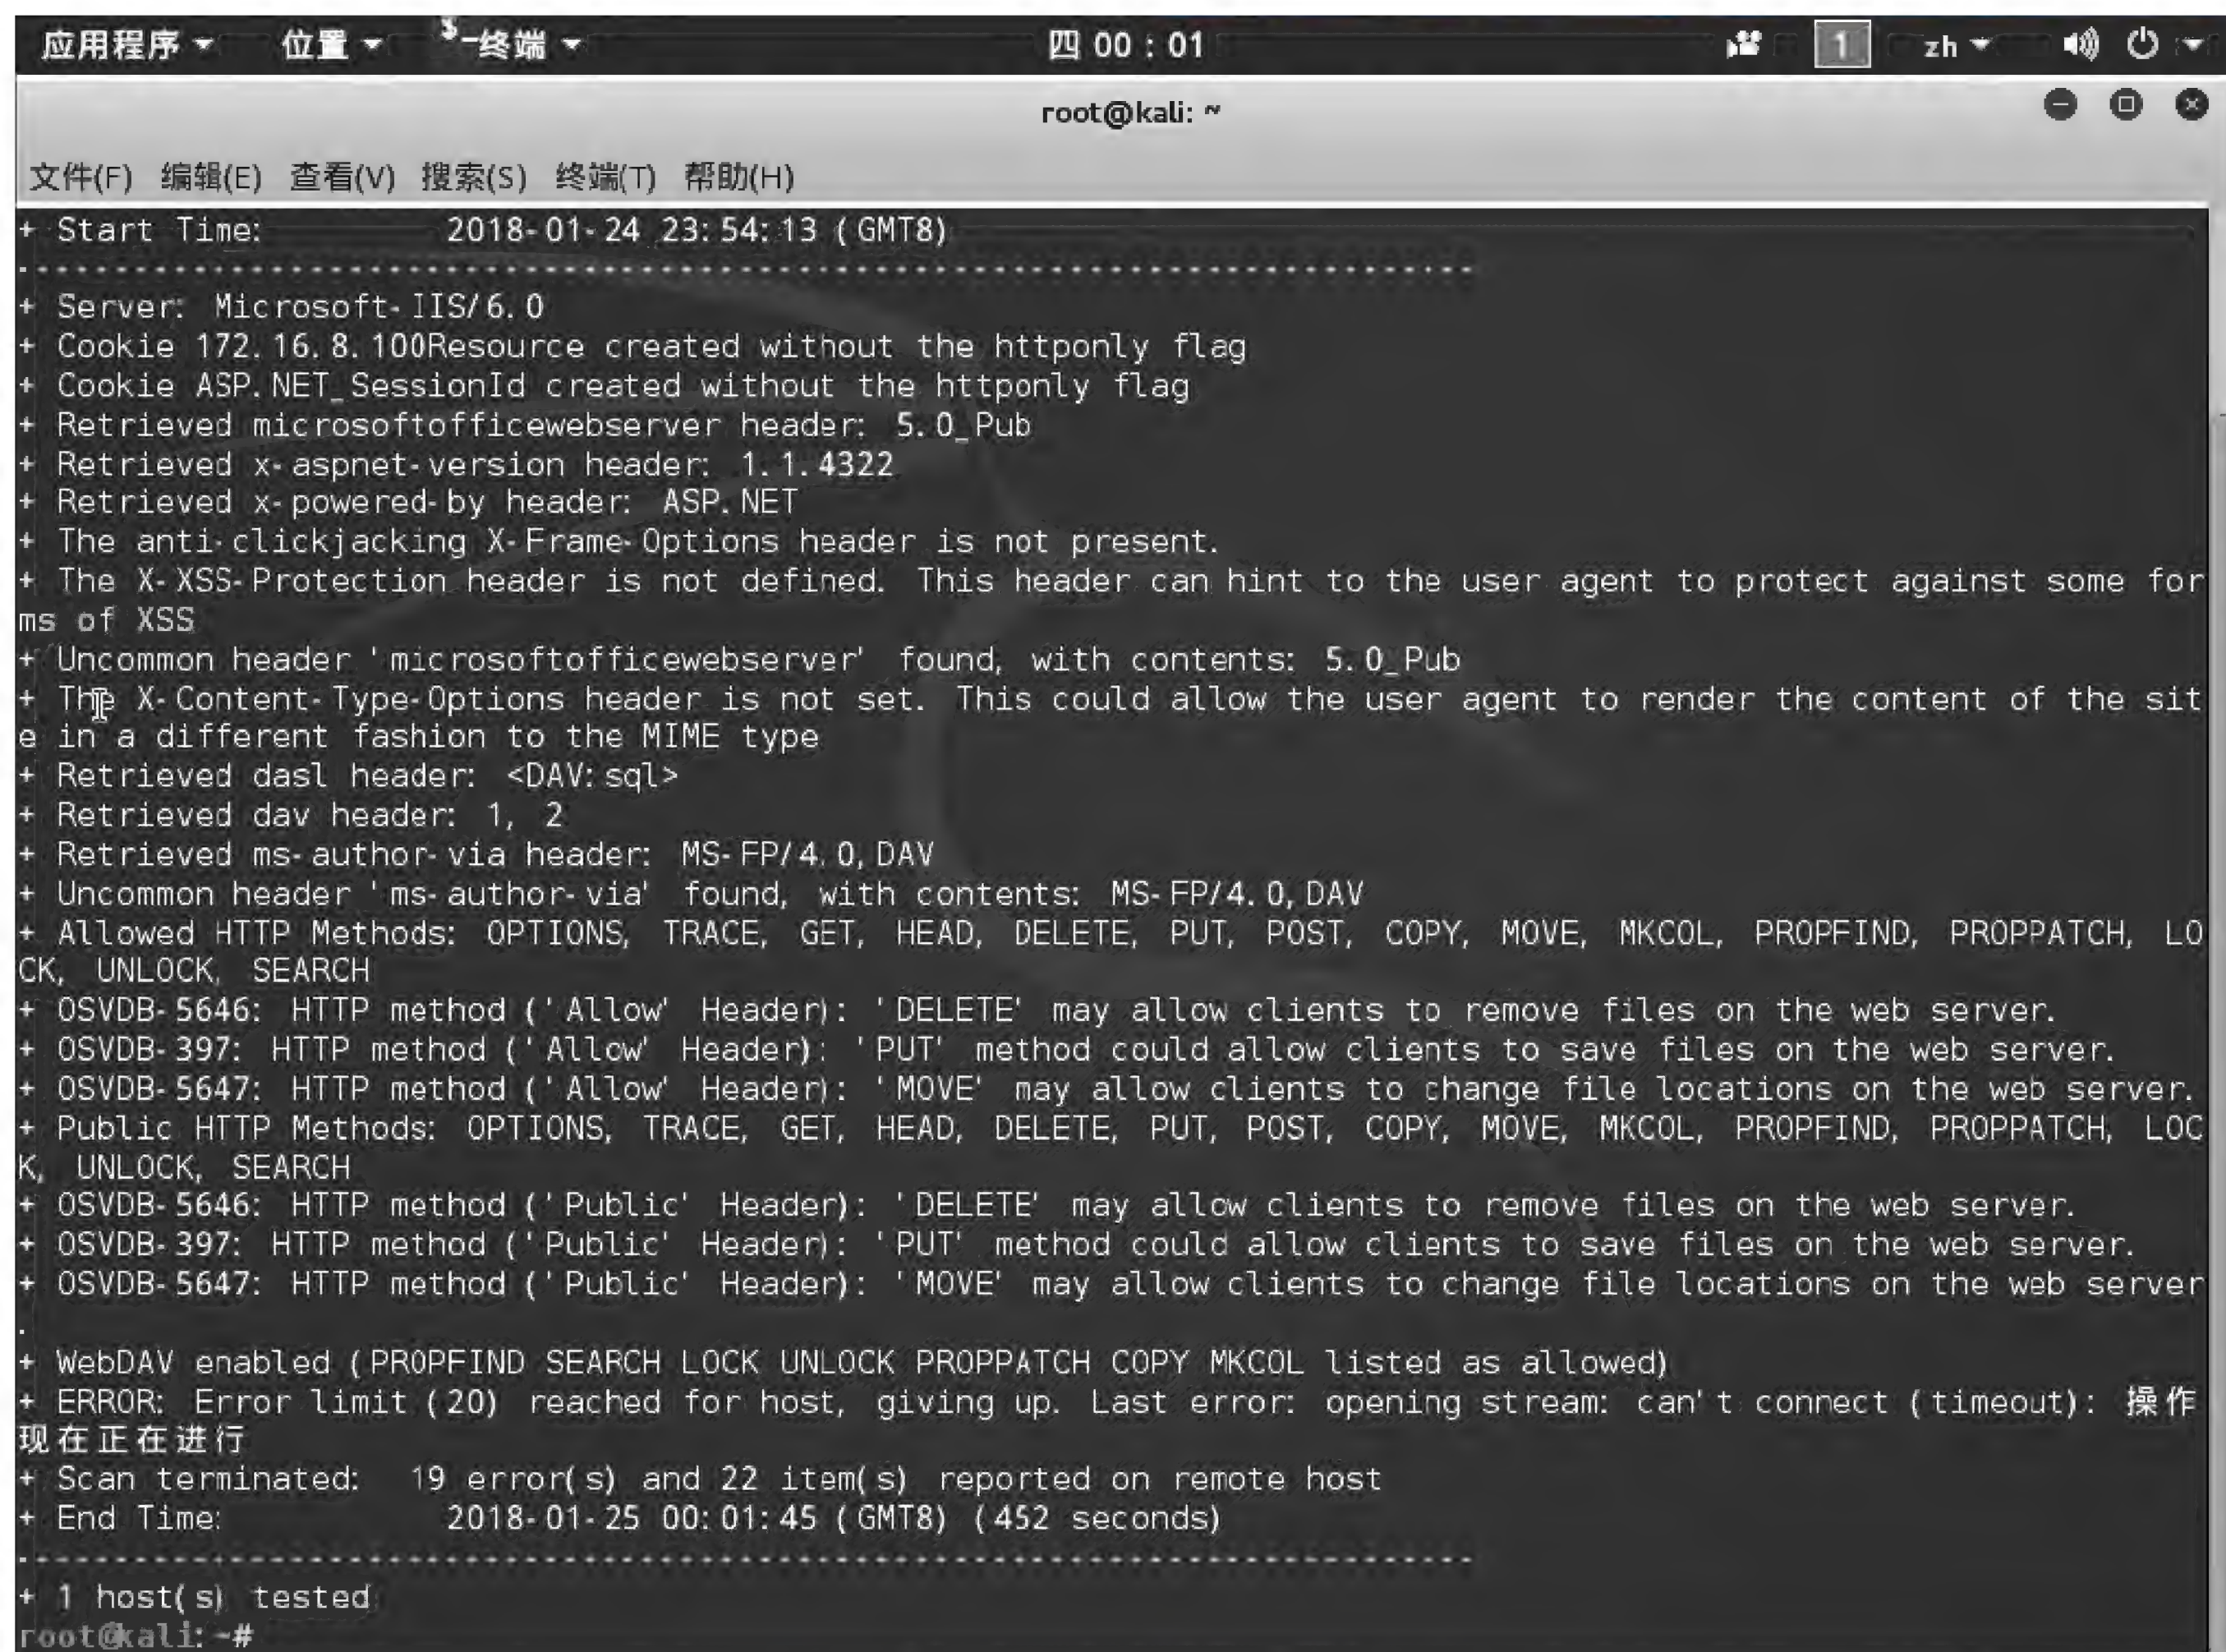 应用程序 位置 终端 四 00:01 1 zh
root@kali: ~
文件(F) 编辑(E) 查看(V) 搜索(S) 终端(T) 帮助(H)
+ Start Time: 2018-01-24 23:54:13 (GMT8)
---------------------------------------------------------------------------
+ Server: Microsoft-IIS/6.0
+ Cookie 172.16.8.100Resource created without the httponly flag
+ Cookie ASP.NET_SessionId created without the httponly flag
+ Retrieved microsoftofficewebserver header: 5.0_Pub
+ Retrieved x-aspnet-version header: 1.1.4322
+ Retrieved x-powered-by header: ASP.NET
+ The anti-clickjacking X-Frame-Options header is not present.
+ The X-XSS-Protection header is not defined. This header can hint to the user agent to protect against some for
ms of XSS
+ Uncommon header 'microsoftofficewebserver' found, with contents: 5.0_Pub
+ The X-Content-Type-Options header is not set. This could allow the user agent to render the content of the sit
e in a different fashion to the MIME type
+ Retrieved dasl header: <DAV:sql>
+ Retrieved dav header: 1, 2
+ Retrieved ms-author-via header: MS-FP/4.0,DAV
+ Uncommon header 'ms-author-via' found, with contents: MS-FP/4.0,DAV
+ Allowed HTTP Methods: OPTIONS, TRACE, GET, HEAD, DELETE, PUT, POST, COPY, MOVE, MKCOL, PROPFIND, PROPPATCH, LO
CK, UNLOCK, SEARCH
+ OSVDB-5646: HTTP method ('Allow' Header): 'DELETE' may allow clients to remove files on the web server.
+ OSVDB-397: HTTP method ('Allow' Header): 'PUT' method could allow clients to save files on the web server.
+ OSVDB-5647: HTTP method ('Allow' Header): 'MOVE' may allow clients to change file locations on the web server.
+ Public HTTP Methods: OPTIONS, TRACE, GET, HEAD, DELETE, PUT, POST, COPY, MOVE, MKCOL, PROPFIND, PROPPATCH, LOC
K, UNLOCK, SEARCH
+ OSVDB-5646: HTTP method ('Public' Header): 'DELETE' may allow clients to remove files on the web server.
+ OSVDB-397: HTTP method ('Public' Header): 'PUT' method could allow clients to save files on the web server.
+ OSVDB-5647: HTTP method ('Public' Header): 'MOVE' may allow clients to change file locations on the web server
.
+ WebDAV enabled (PROPFIND SEARCH LOCK UNLOCK PROPPATCH COPY MKCOL listed as allowed)
+ ERROR: Error limit (20) reached for host, giving up. Last error: opening stream: can't connect (timeout): 操作
现在正在进行
+ Scan terminated: 19 error(s) and 22 item(s) reported on remote host
+ End Time: 2018-01-25 00:01:45 (GMT8) (452 seconds)
---------------------------------------------------------------------------
+ 1 host(s) tested
root@kali:~#